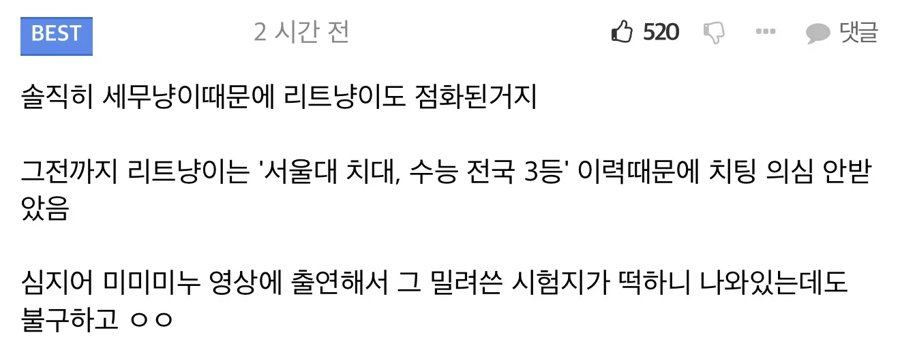 BEST 2 시간 전 520 댓글
솔직히 세무냥이때문에 리트냥이도 점화된거지
그전까지 리트냥이는 '서울대 치대, 수능 전국 3등' 이력때문에 치팅 의심 안받
았음
심지어 미미미누 영상에 출연해서 그 밀려쓴 시험지가 떡하니 나와있는데도
불구하고 ㅇㅇ